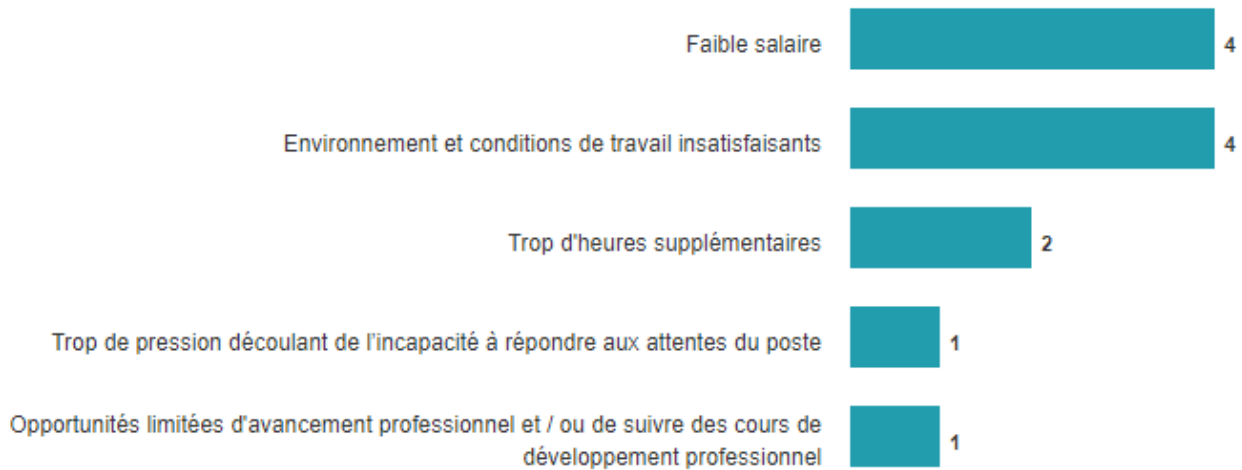 Faible salaire 4
Environnement et conditions de travail insatisfaisants 4
Trop d'heures supplémentaires 2
Trop de pression découlant de l’incapacité à répondre aux attentes du poste 1
Opportunités limitées d'avancement professionnel et / ou de suivre des cours de
développement professionnel 1